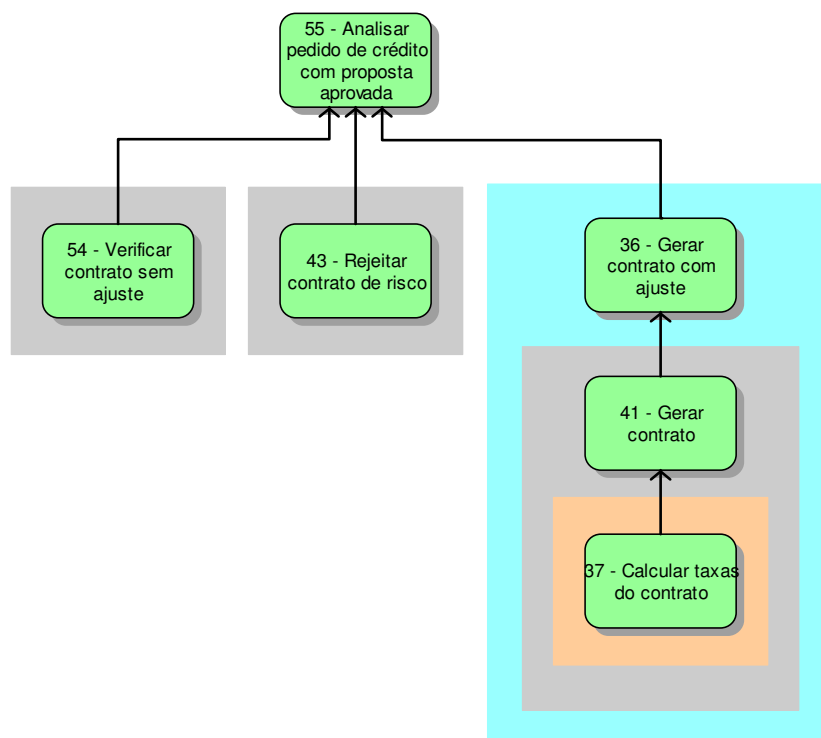 55 - Analisar
pedido de crédito
com proposta
aprovada
54 - Verificar
contrato sem
ajuste
43 - Rejeitar
contrato de risco
36 - Gerar
contrato com
ajuste
41 - Gerar
contrato
37 - Calcular taxas
do contrato